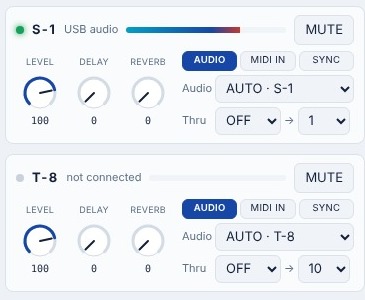 S-1 USB audio MUTE
LEVEL DELAY REVERB AUDIO MIDI IN SYNC
Audio AUTO · S-1
100 0 0 Thru OFF → 1
T-8 not connected MUTE
LEVEL DELAY REVERB AUDIO MIDI IN SYNC
Audio AUTO · T-8
100 0 0 Thru OFF → 10